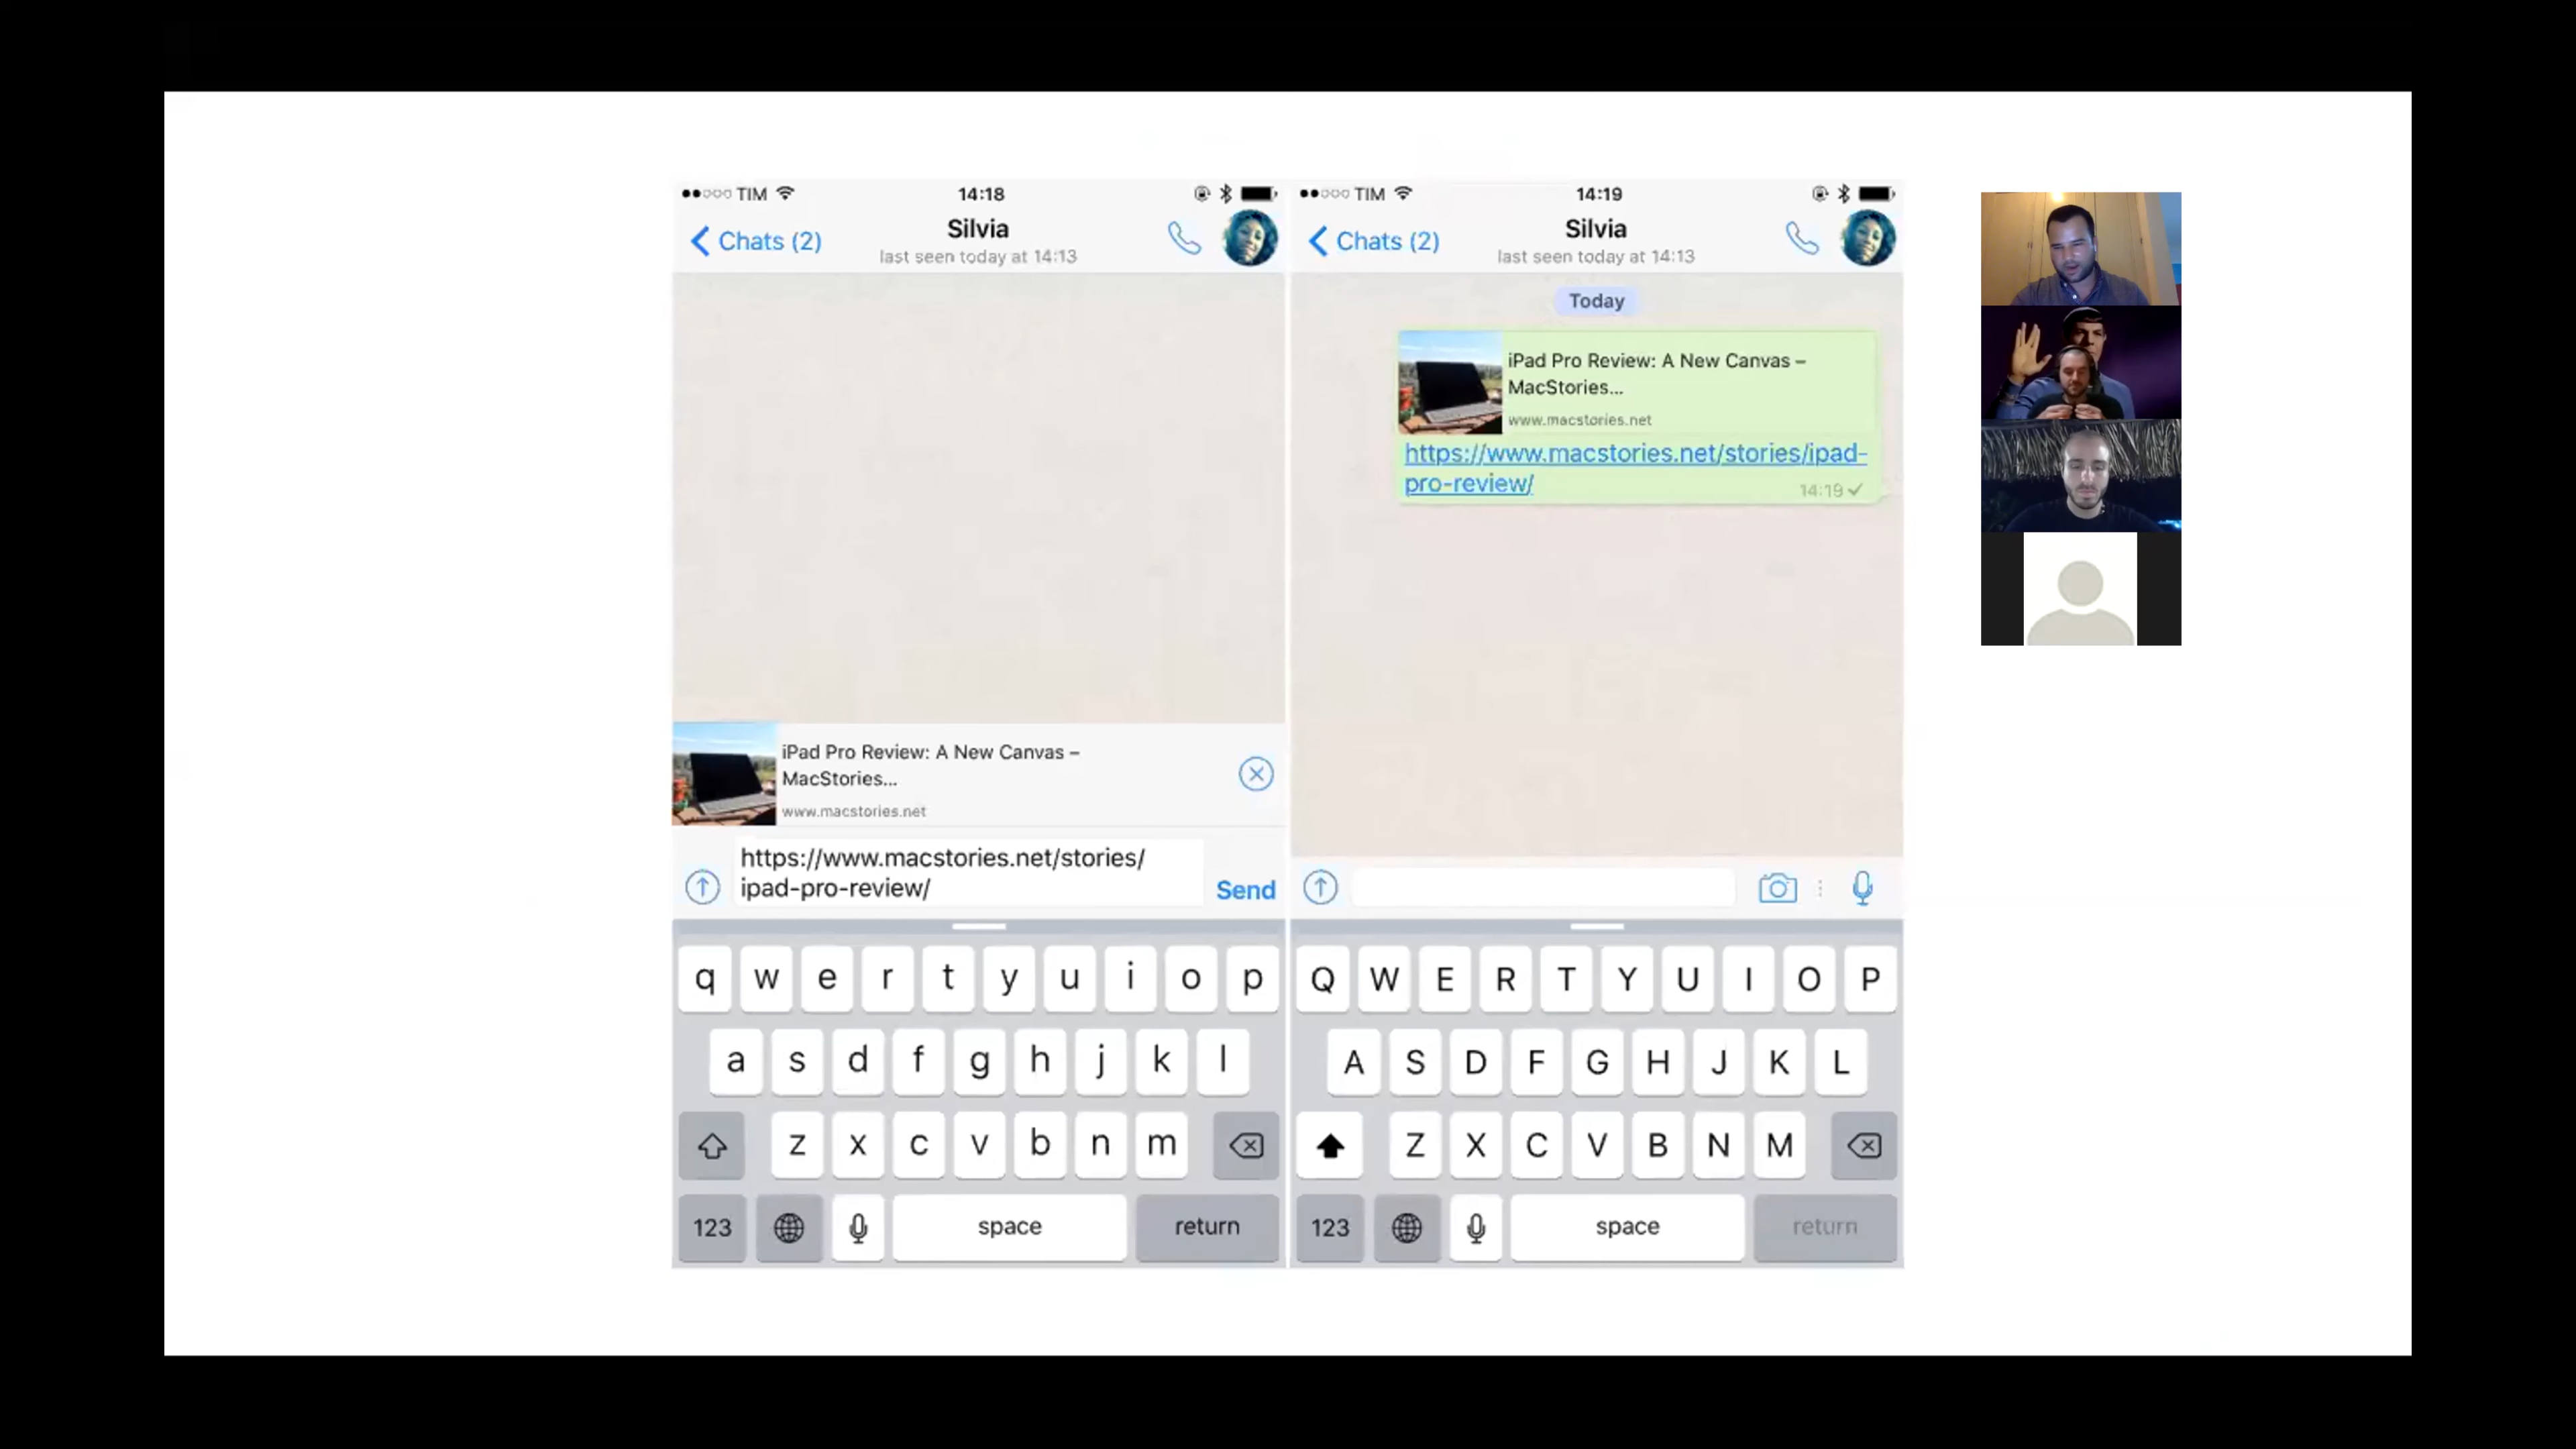 TIM 14:18
Chats (2) Silvia
last seen today at 14:13
iPad Pro Review: A New Canvas –
MacStories...
www.macstories.net
https://www.macstories.net/stories/
ipad-pro-review/
Send
q w e r t y u i o p
a s d f g h j k l
z x c v b n m
123 space return
TIM 14:19
Chats (2) Silvia
last seen today at 14:13
Today
iPad Pro Review: A New Canvas –
MacStories...
www.macstories.net
https://www.macstories.net/stories/ipad-
pro-review/
14:19
Q W E R T Y U I O P
A S D F G H J K L
Z X C V B N M
123 space return